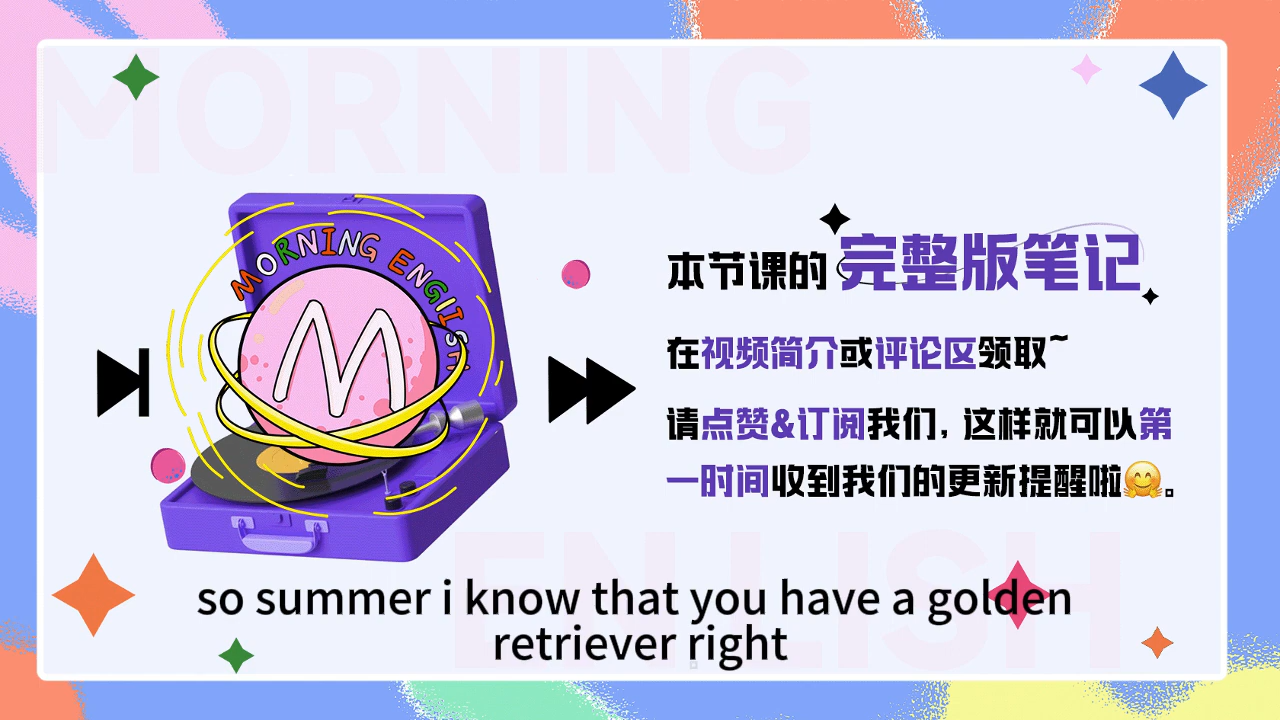 MORNING
MORNING ENGlISH
M
本节课的 完整版笔记
在视频简介或评论区领取~
请点赞&订阅我们，这样就可以第
一时间收到我们的更新提醒啦🤗。
so summer i know that you have a golden
retriever right